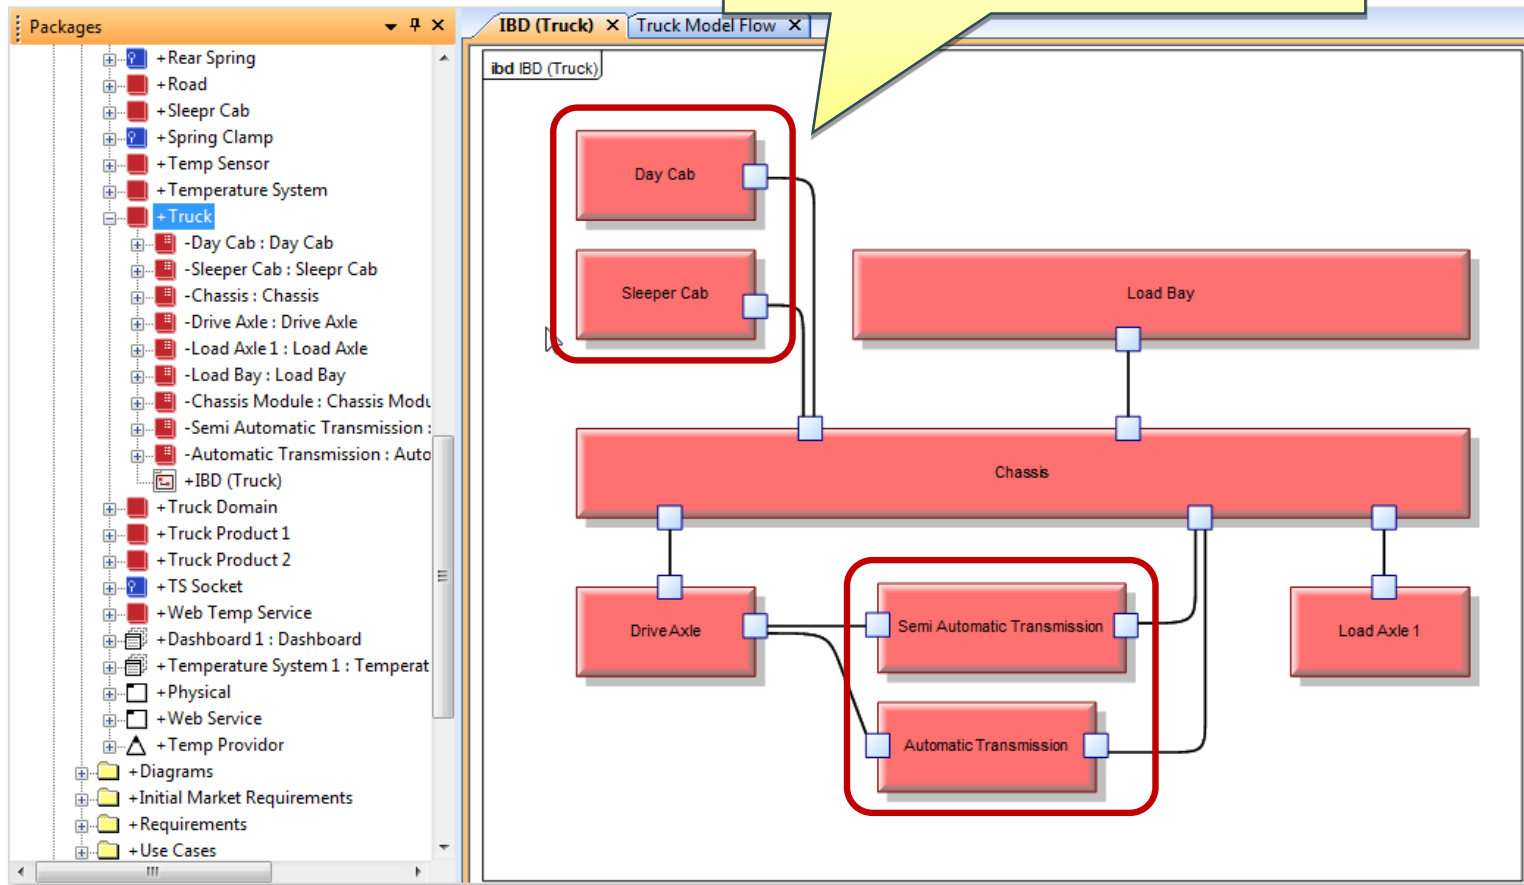 Packages
+Rear Spring
+Road
+Sleepr Cab
+Spring Clamp
+Temp Sensor
+Temperature System
+Truck
-Day Cab : Day Cab
-Sleeper Cab : Sleepr Cab
-Chassis : Chassis
-Drive Axle : Drive Axle
-Load Axle 1 : Load Axle
-Load Bay : Load Bay
-Chassis Module : Chassis Modu
-Semi Automatic Transmission :
-Automatic Transmission : Auto
+IBD (Truck)
+Truck Domain
+Truck Product 1
+Truck Product 2
+TS Socket
+Web Temp Service
+Dashboard 1 : Dashboard
+Temperature System 1 : Temperat
+Physical
+Web Service
+Temp Providor
+Diagrams
+Initial Market Requirements
+Requirements
+Use Cases
IBD (Truck)
Truck Model Flow
ibd IBD (Truck)
Day Cab
Sleeper Cab
Load Bay
Chassis
Drive Axle
Semi Automatic Transmission
Load Axle 1
Automatic Transmission